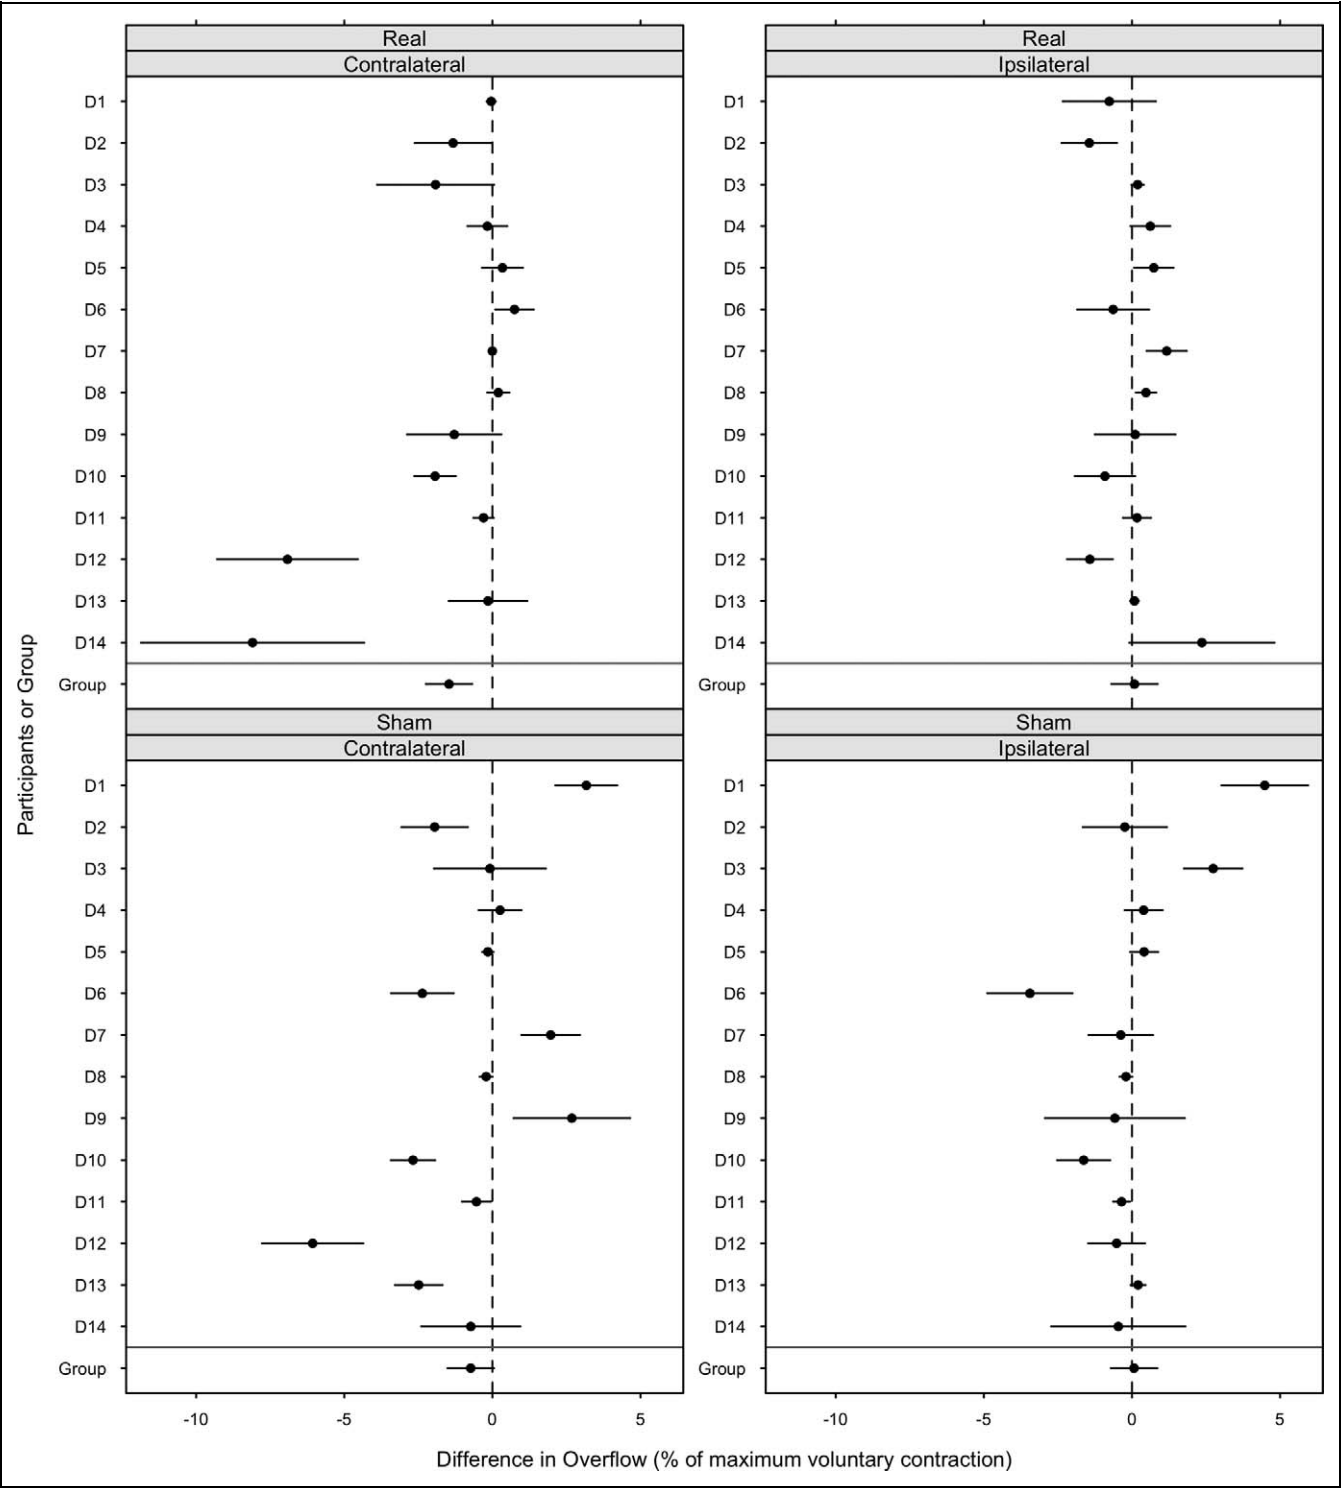 Real
Real
Contralateral
Ipsilateral
D1
D1
D2
D2
D3
D3
D4
D4
D5
D5
D6
D6
D7
D7
D8
D8
D9
D9
D10
D10
D11
D11
D12
D12
D13
D13
D14
D14
Group
Group
Participants or Group
Sham
Sham
Contralateral
Ipsilateral
D1
D1
D2
D2
D3
D3
D4
D4
D5
D5
D6
D6
D7
D7
D8
D8
D9
D9
D10
D10
D11
D11
D12
D12
D13
D13
D14
D14
Group
Group
-10 -5 0 5
-10 -5 0 5
Difference in Overflow (% of maximum voluntary contraction)